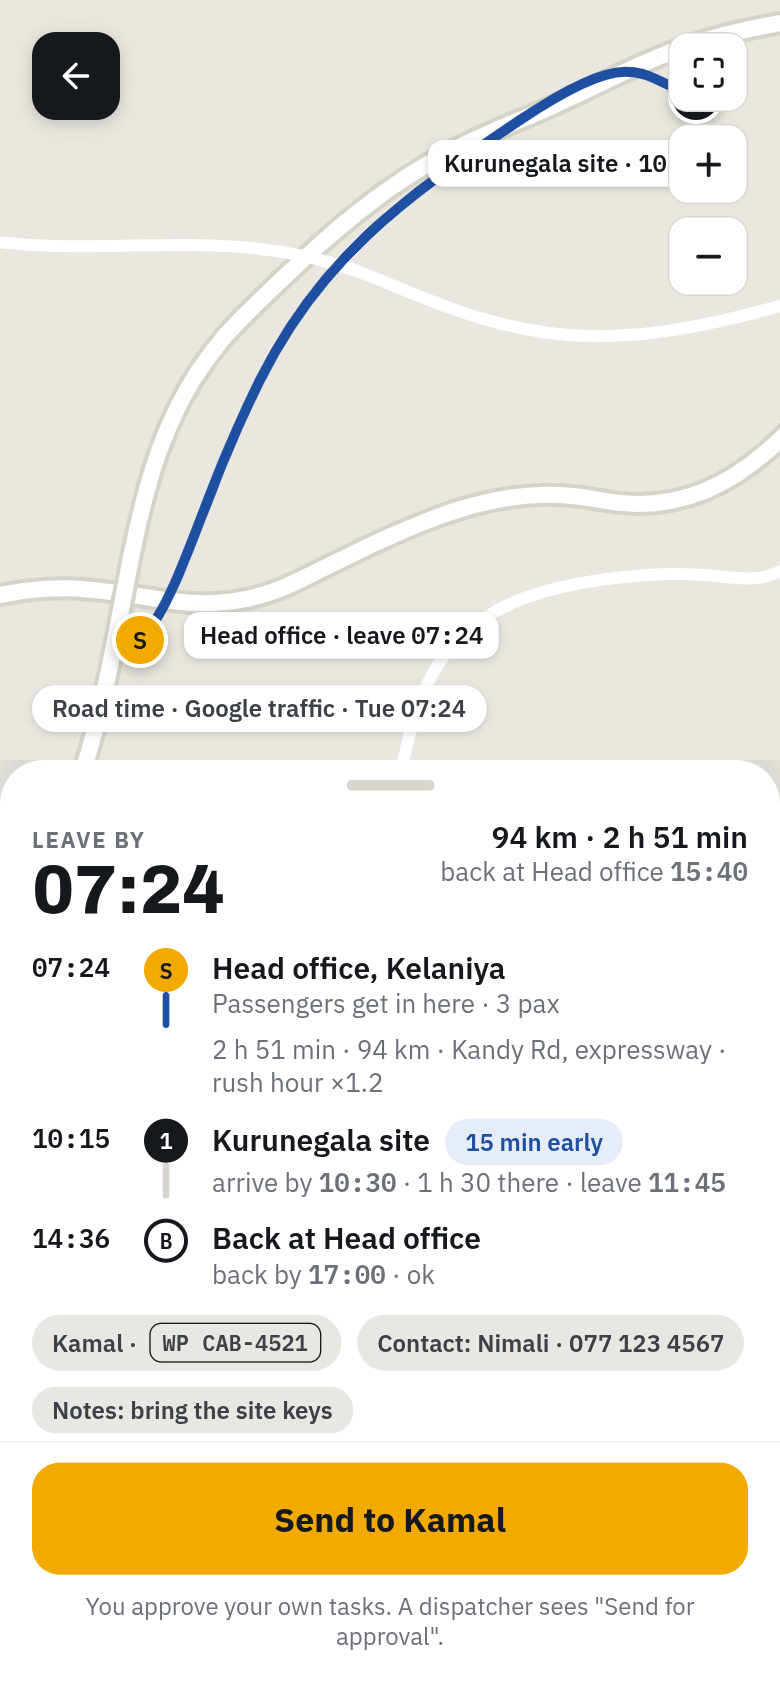 Kurunegala site · 10
S
Head office · leave 07:24
Road time · Google traffic · Tue 07:24
LEAVE BY
07:24
94 km · 2 h 51 min
back at Head office 15:40
07:24
S
Head office, Kelaniya
Passengers get in here · 3 pax
2 h 51 min · 94 km · Kandy Rd, expressway ·
rush hour ×1.2
10:15
1
Kurunegala site
15 min early
arrive by 10:30 · 1 h 30 there · leave 11:45
14:36
B
Back at Head office
back by 17:00 · ok
Kamal · WP CAB-4521
Contact: Nimali · 077 123 4567
Notes: bring the site keys
Send to Kamal
You approve your own tasks. A dispatcher sees "Send for
approval".